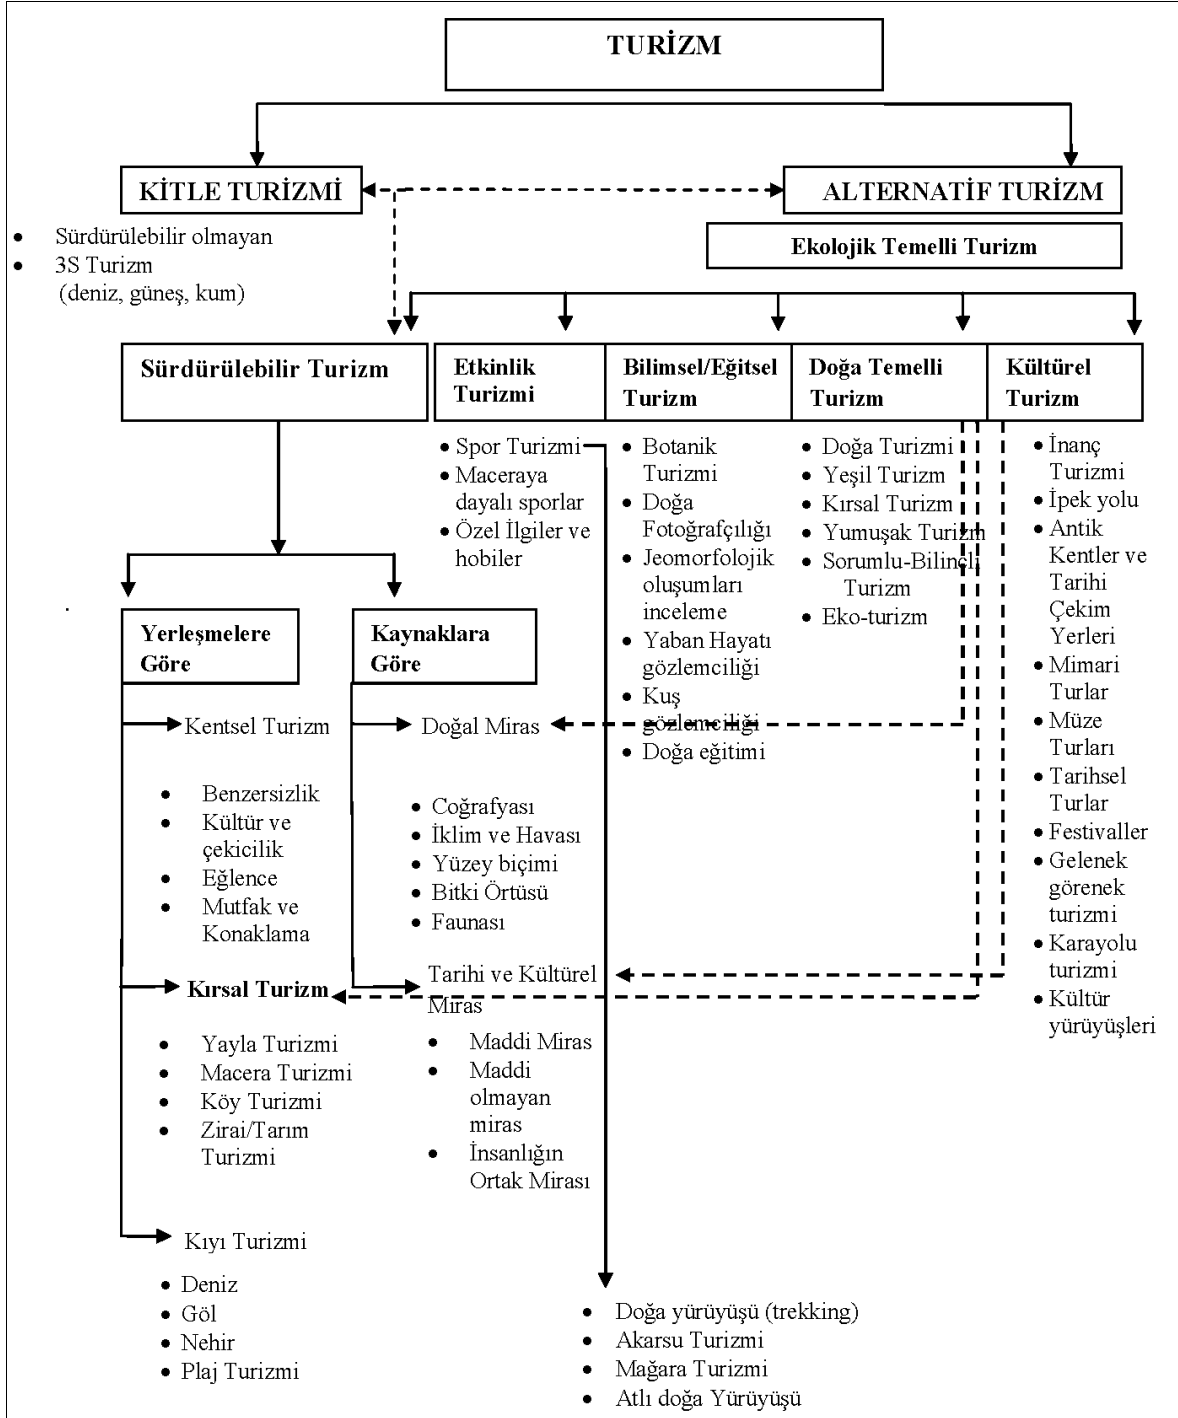 TURİZM
KİTLE TURİZMİ
ALTERNATİF TURİZM
Ekolojik Temelli Turizm
• Sürdürülebilir olmayan
• 3S Turizm
(deniz, güneş, kum)
Sürdürülebilir Turizm
Etkinlik
Turizmi
Bilimsel/Eğitsel
Turizm
Doğa Temelli
Turizm
Kültürel
Turizm
• Spor Turizmi
• Maceraya
dayalı sporlar
• Özel İlgiler ve
hobiler
• Botanik
Turizmi
• Doğa
Fotoğrafçılığı
• Jeomorfolojik
oluşumları
inceleme
• Yaban Hayatı
gözlemciliği
• Kuş
gözlemciliği
• Doğa eğitimi
• Doğa Turizmi
• Yeşil Turizm
• Kırsal Turizm
• Yumuşak Turizm
• Sorumlu-Bilinçli
Turizm
• Eko-turizm
• İnanç
Turizmi
• İpek yolu
• Antik
Kentler ve
Tarihi
Çekim
Yerleri
• Mimari
Turlar
• Müze
Turları
• Tarihsel
Turlar
• Festivaller
• Gelenek
görenek
turizmi
• Karayolu
turizmi
• Kültür
yürüyüşleri
Yerleşmelere
Göre
Kaynaklara
Göre
Kentsel Turizm
• Benzersizlik
• Kültür ve
çekicilik
• Eğlence
• Mutfak ve
Konaklama
Kırsal Turizm
• Yayla Turizmi
• Macera Turizmi
• Köy Turizmi
• Zirai/Tarım
Turizmi
Kıyı Turizmi
• Deniz
• Göl
• Nehir
• Plaj Turizmi
Doğal Miras
• Coğrafyası
• İklim ve Havası
• Yüzey biçimi
• Bitki Örtüsü
• Faunası
Tarihi ve Kültürel
Miras
• Maddi Miras
• Maddi
olmayan
miras
• İnsanlığın
Ortak Mirası
• Doğa yürüyüşü (trekking)
• Akarsu Turizmi
• Mağara Turizmi
• Atlı doğa Yürüyüşü